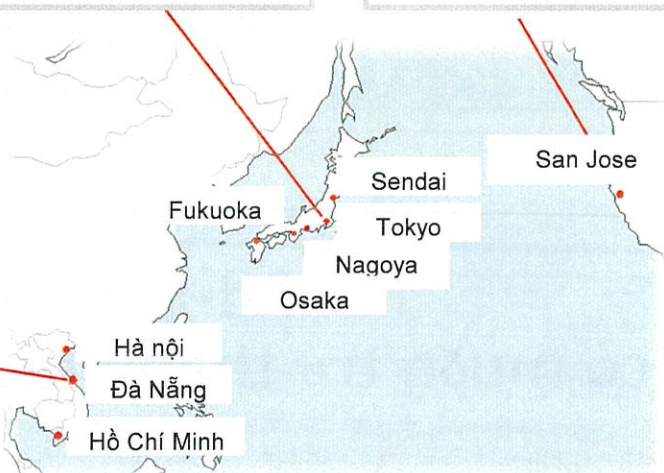 San Jose
Sendai
Fukuoka
Tokyo
Nagoya
Osaka
Hà nội
Đà Nẵng
Hồ Chí Minh